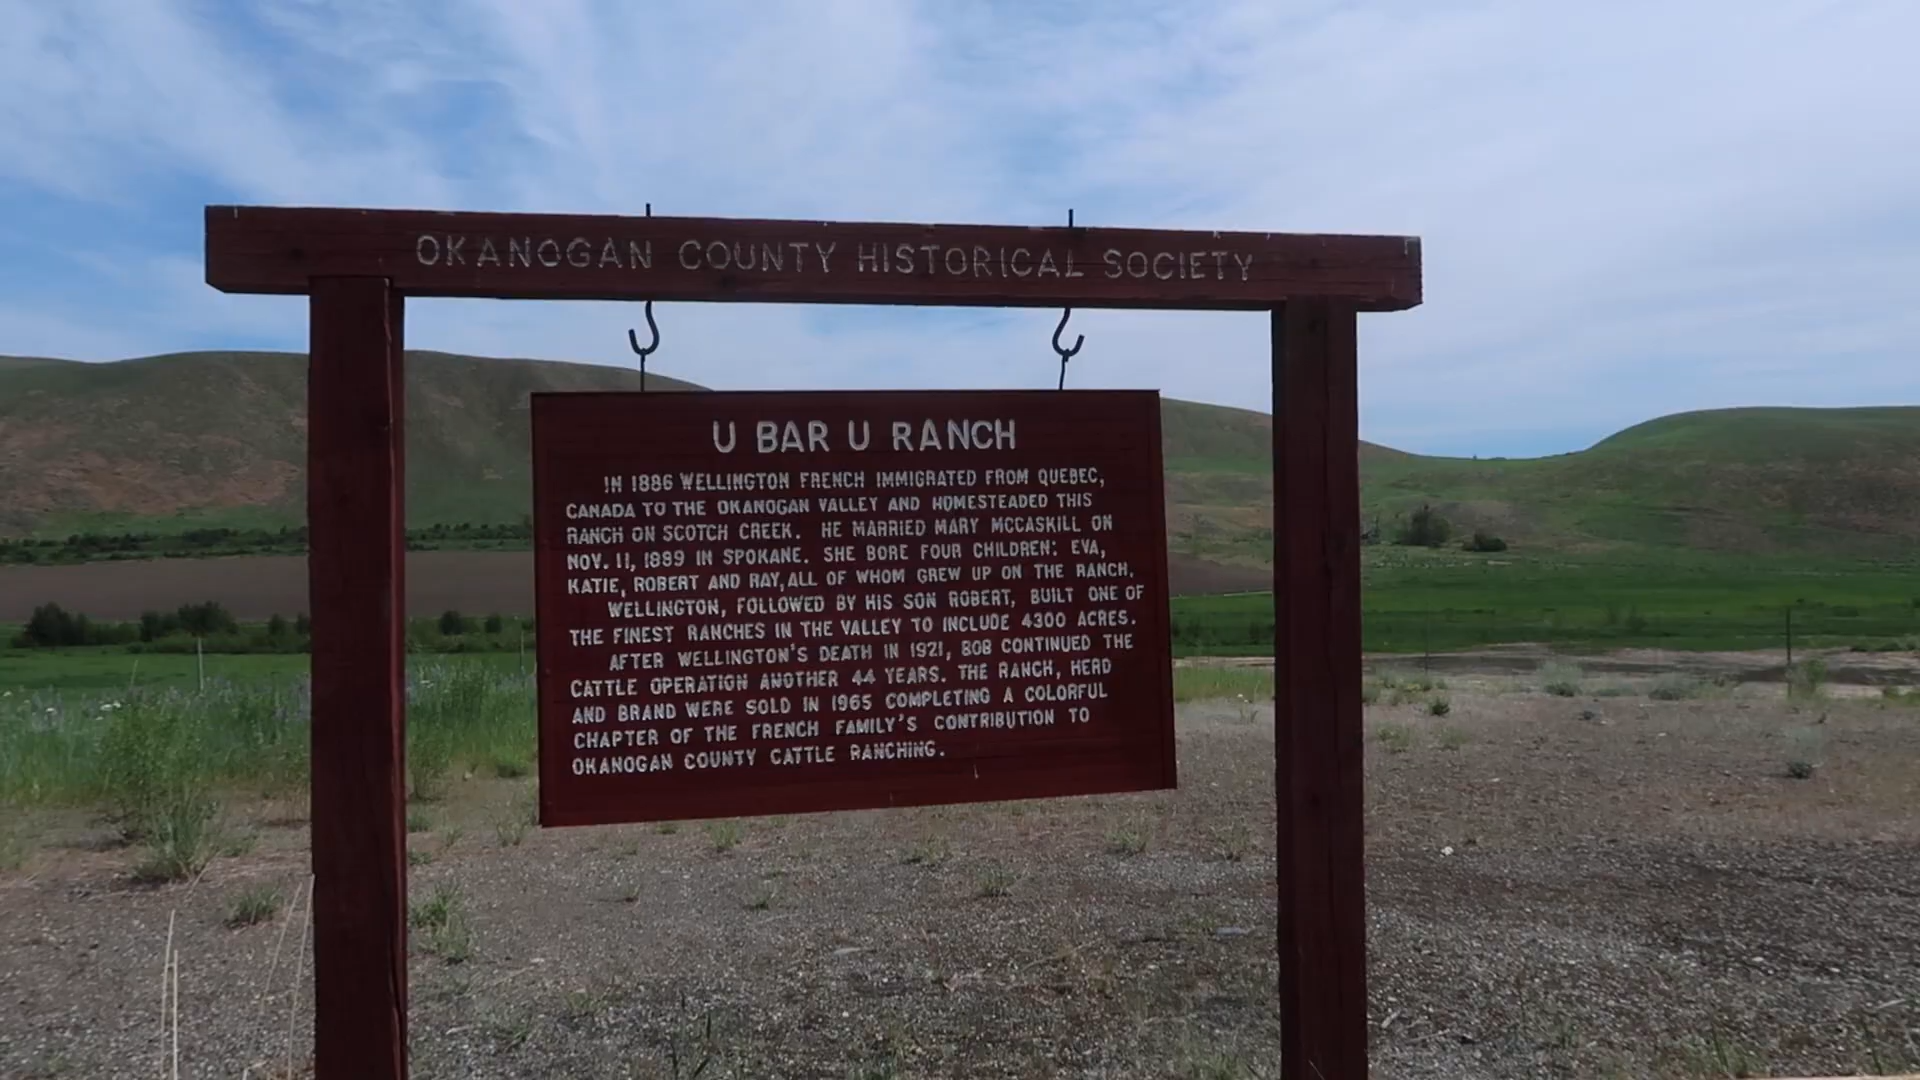 OKANOGAN COUNTY HISTORICAL SOCIETY
U BAR U RANCH
IN 1886 WELLINGTON FRENCH IMMIGRATED FROM QUEBEC,
CANADA TO THE OKANOGAN VALLEY AND HOMESTEADED THIS
RANCH ON SCOTCH CREEK. HE MARRIED MARY MCCASKILL ON
NOV. 11, 1889 IN SPOKANE. SHE BORE FOUR CHILDREN: EVA,
KATIE, ROBERT AND RAY, ALL OF WHOM GREW UP ON THE RANCH.
WELLINGTON, FOLLOWED BY HIS SON ROBERT, BUILT ONE OF
THE FINEST RANCHES IN THE VALLEY TO INCLUDE 4300 ACRES.
AFTER WELLINGTON'S DEATH IN 1921, BOB CONTINUED THE
CATTLE OPERATION ANOTHER 44 YEARS. THE RANCH, HERD
AND BRAND WERE SOLD IN 1965 COMPLETING A COLORFUL
CHAPTER OF THE FRENCH FAMILY'S CONTRIBUTION TO
OKANOGAN COUNTY CATTLE RANCHING.